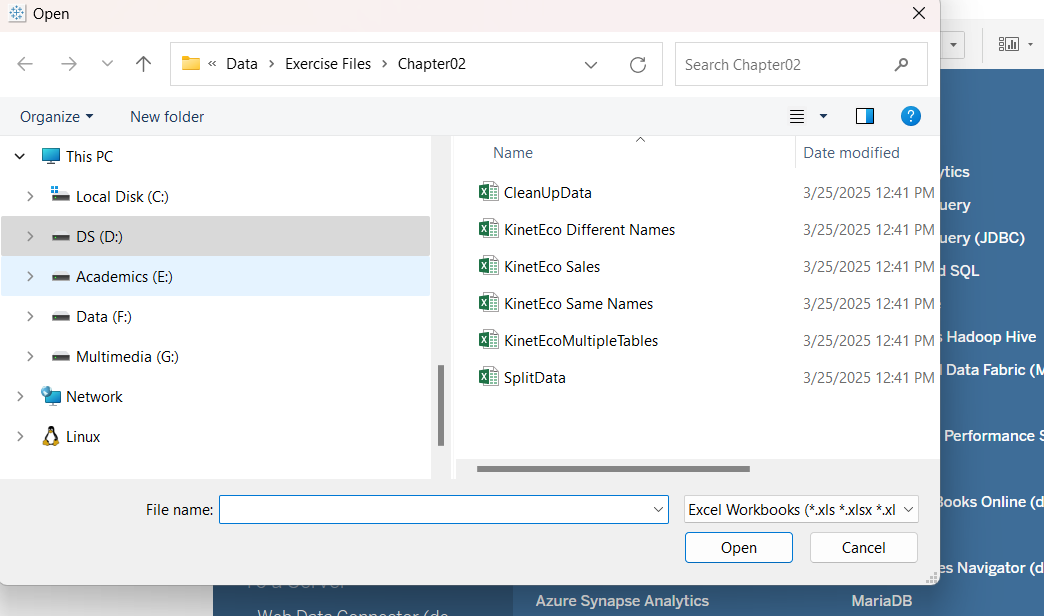 Open
« Data > Exercise Files > Chapter02
Search Chapter02
Organize
New folder
?
This PC
Local Disk (C:)
DS (D:)
Academics (E:)
Data (F:)
Multimedia (G:)
Network
Linux
Name
Date modified
CleanUpData
3/25/2025 12:41 PM
KinetEco Different Names
3/25/2025 12:41 PM
KinetEco Sales
3/25/2025 12:41 PM
KinetEco Same Names
3/25/2025 12:41 PM
KinetEcoMultipleTables
3/25/2025 12:41 PM
SplitData
3/25/2025 12:41 PM
File name:
Excel Workbooks (*.xls *.xlsx *.xl
Open
Cancel
ytics
uery
uery (JDBC)
d SQL
s Hadoop Hive
Data Fabric (M
Performance S
Books Online (d
es Navigator (d
Web Data Connector (de
Azure Synapse Analytics
MariaDB